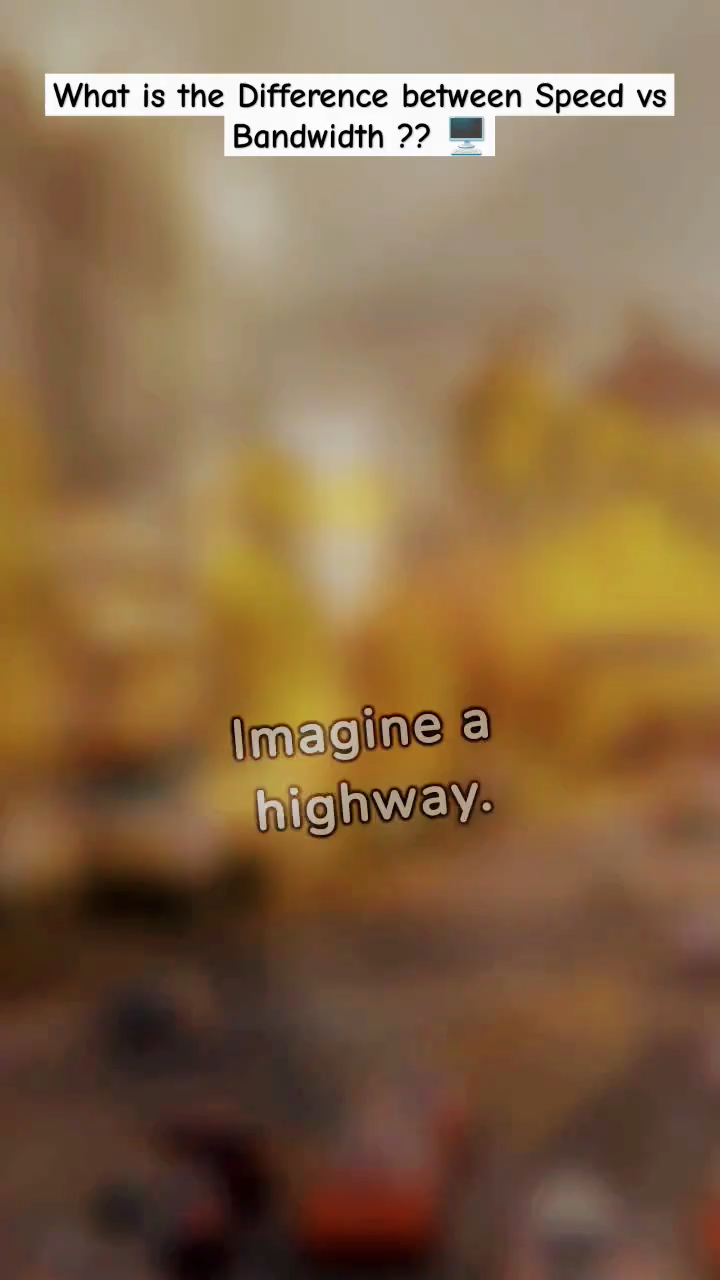 What is the Difference between Speed vs
Bandwidth ?? 🖥️
Imagine a
highway.